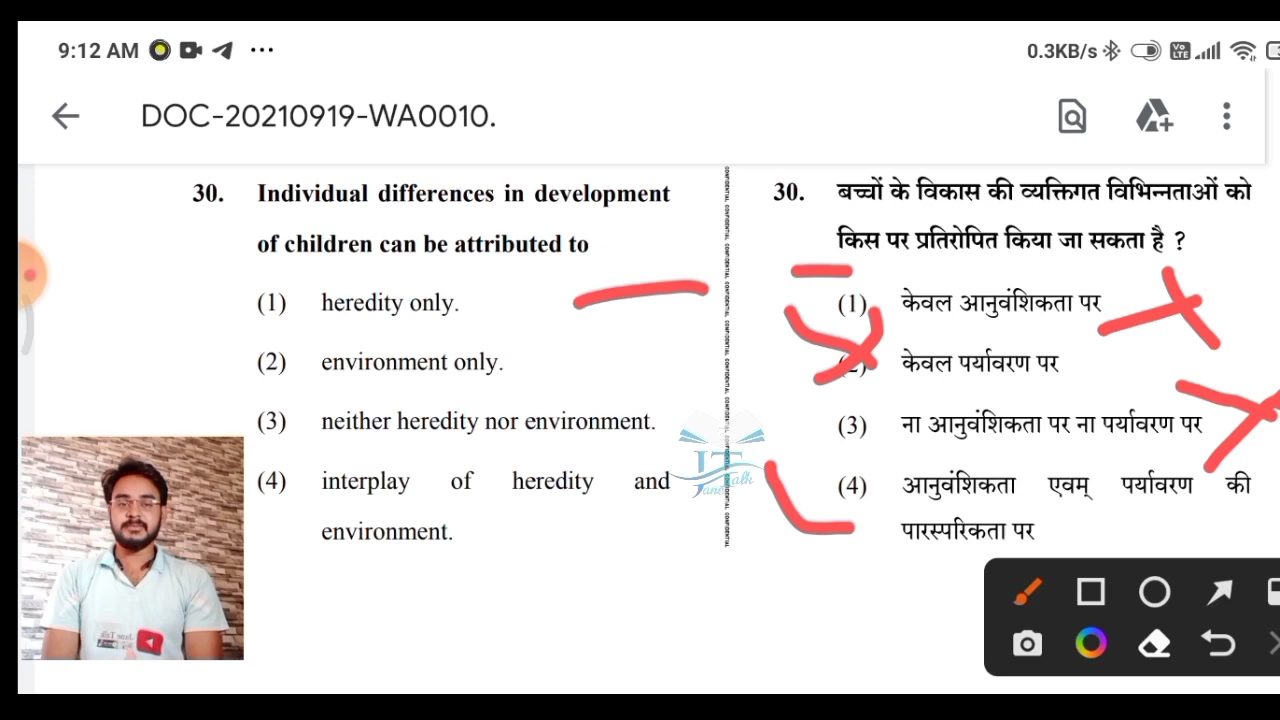 9:12 AM
0.3KB/s
DOC-20210919-WA0010.
30. Individual differences in development
of children can be attributed to
(1) heredity only.
(2) environment only.
(3) neither heredity nor environment.
(4) interplay of heredity and
environment.
30. बच्चों के विकास की व्यक्तिगत विभिन्नताओं को
किस पर प्रतिरोपित किया जा सकता है ?
(1) केवल आनुवंशिकता पर
(2) केवल पर्यावरण पर
(3) ना आनुवंशिकता पर ना पर्यावरण पर
(4) आनुवंशिकता एवम् पर्यावरण की
पारस्परिकता पर